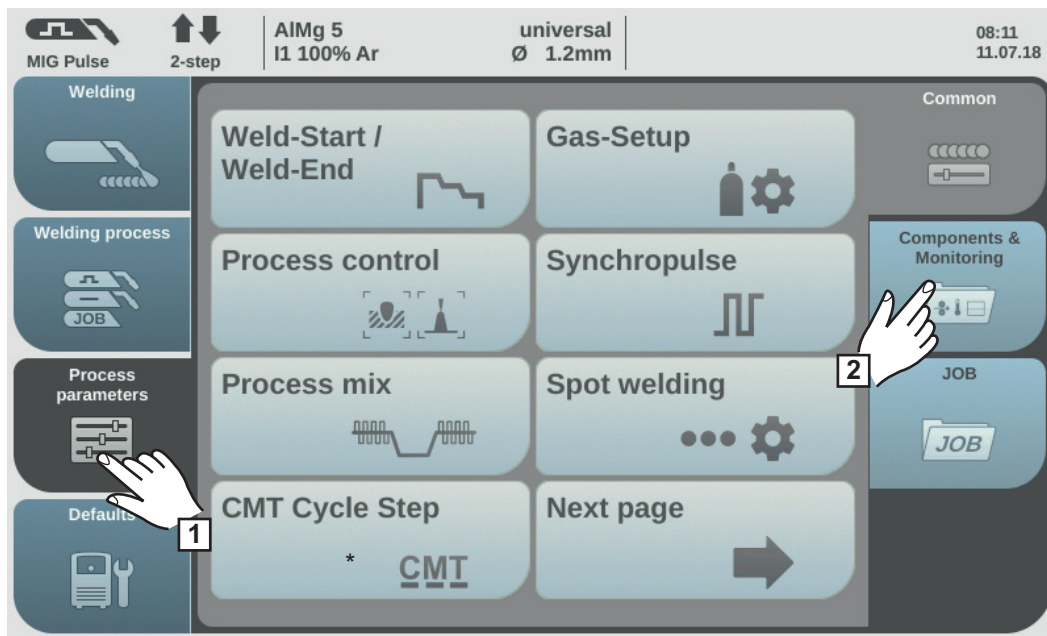 MIG Pulse
2-step
AlMg 5
I1 100% Ar
universal
Ø 1.2mm
08:11
11.07.18
Welding
Welding process
JOB
Process
parameters
1
Defaults
Weld-Start /
Weld-End
Gas-Setup
Process control
Synchropulse
Process mix
Spot welding
CMT Cycle Step
* CMT
Next page
Common
Components &
Monitoring
2
JOB
JOB